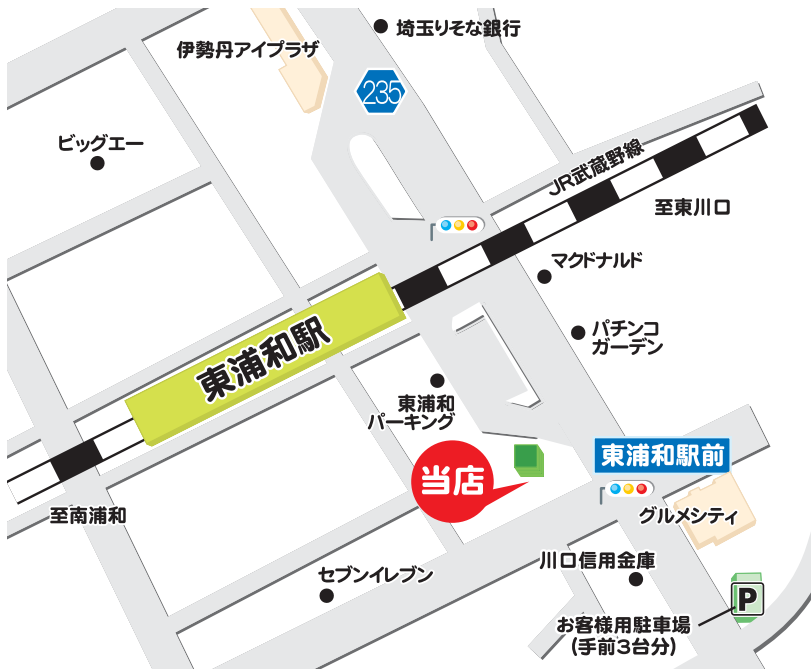 埼玉りそな銀行
伊勢丹アイプラザ
235
ビッグエー
JR武蔵野線
至東川口
マクドナルド
パチンコ
ガーデン
東浦和駅
東浦和
パーキング
東浦和駅前
当店
至南浦和
グルメシティ
川口信用金庫
セブンイレブン
P
お客様用駐車場
(手前3台分)